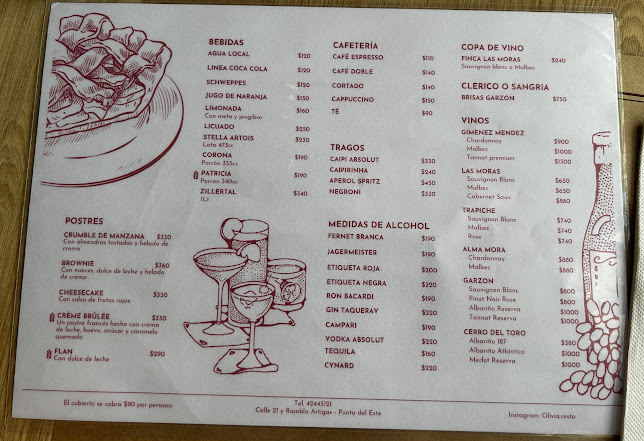 BEBIDAS
AGUA LOCAL $120
LINEA COCA COLA $120
SCHWEPPES $120
JUGO DE NARANJA $150
LIMONADA $160
Con meta y jengibre
LICUADO $250
STELLA ARTOIS $230
Lata 473cc
CORONA $190
Porrón 355cc
PATRICIA $190
Porrón 340cc
ZILLERTAL $340
1Lt
POSTRES
CRUMBLE DE MANZANA $330
Con almendras tostadas y helado de
crema
BROWNIE $360
Con nueces, dulce de leche y helado
de crema
CHEESECAKE $330
Con salsa de frutos rojos
CRÈME BRÛLÉE $330
Un postre francés hecho con crema
de leche, huevo, azúcar y caramelo
quemado.
FLAN $290
Con dulce de leche
CAFETERÍA
CAFÉ ESPRESSO $110
CAFÉ DOBLE $140
CORTADO $140
CAPPUCCINO $150
TÉ $90
TRAGOS
CAIPI ABSOLUT $350
CAIPIRINHA $240
APEROL SPRITZ $450
NEGRONI $330
MEDIDAS DE ALCOHOL
FERNET BRANCA $190
JAGERMEISTER $190
ETIQUETA ROJA $200
ETIQUETA NEGRA $320
RON BACARDI $190
GIN TAQUERAY $220
CAMPARI $190
VODKA ABSOLUT $220
TEQUILA $160
CYNARD $220
COPA DE VINO
FINCA LAS MORAS $240
Sauvignon blanc o Malbec
CLERICO O SANGRIA
BRISAS GARZÓN $750
VINOS
GIMENEZ MENDEZ
Chardonnay $900
Malbec $1000
Tannat premium $1500
LAS MORAS
Sauvignon Blanc $650
Malbec $650
Cabernet Sauv. $880
TRAPICHE
Sauvignon Blanc $740
Malbec $740
Rose $740
ALMA MORA
Chardonnay $880
Malbec $880
GARZON
Sauvignon Blanc $800
Pinot Noir Rose $800
Albariño Reserva $1000
Tannat Reserva $1000
CERRO DEL TORO
Albariño 187 $380
Albariño Atlántico $1000
Merlot Reserva $1000
El cubierto se cobra $90 por persona
Tel. 42445121
Calle 21 y Rambla Artigas - Punta del Este
Instagram: Olivia.resto